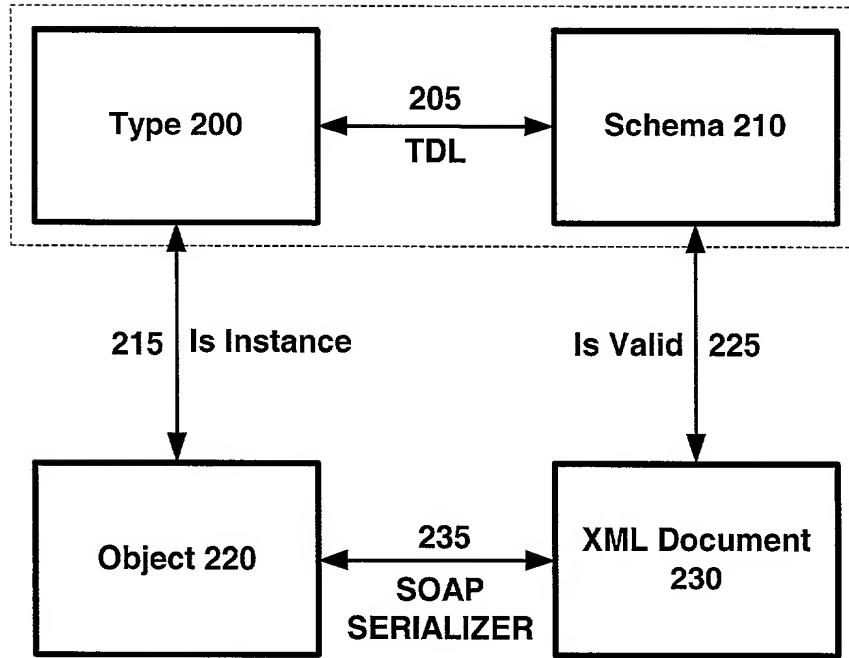 Type 200
205
TDL
Schema 210
215
Is Instance
Is Valid
225
Object 220
235
SOAP
SERIALIZER
XML Document
230